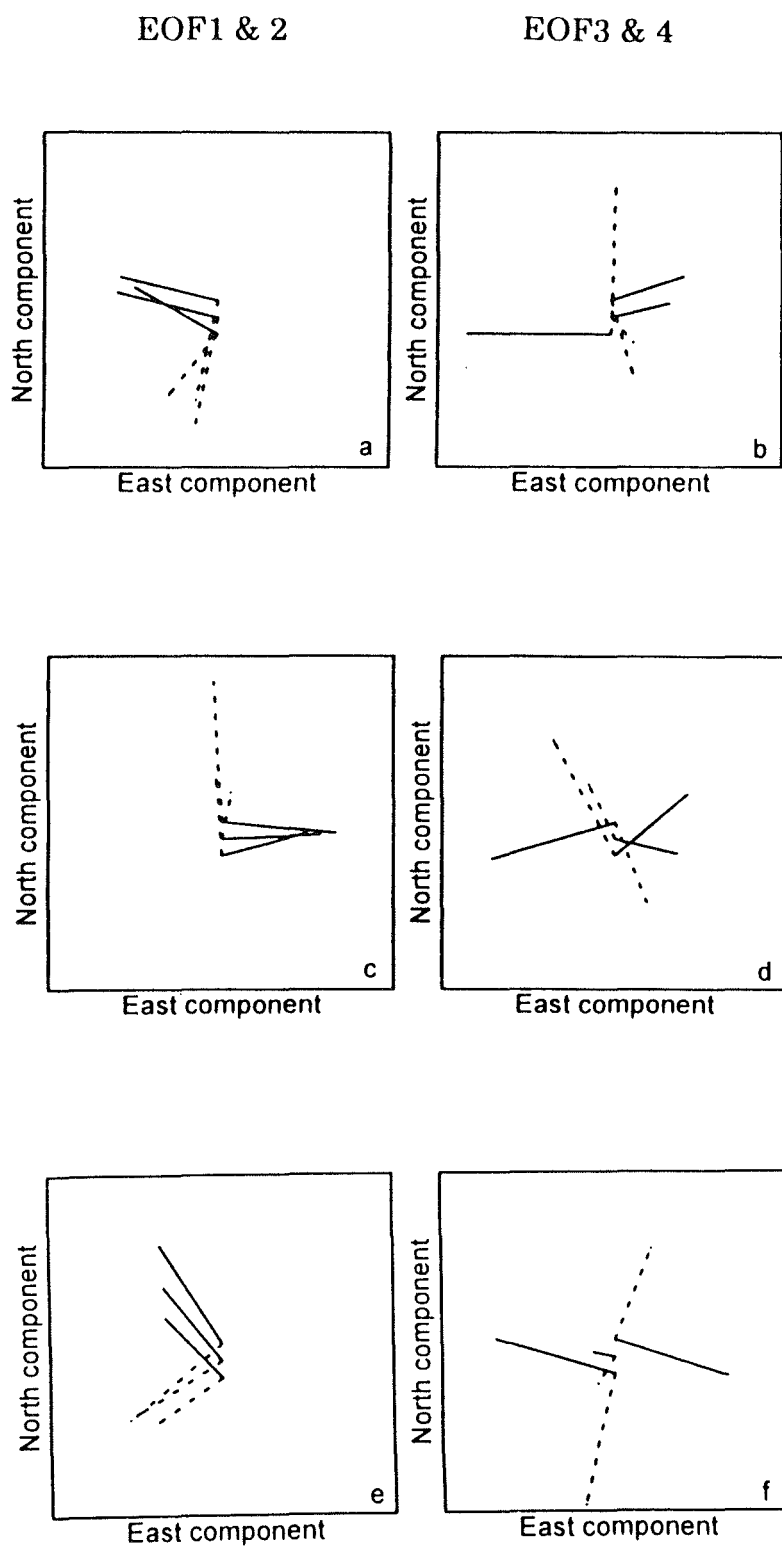 EOF1 & 2
EOF3 & 4
North component
a
East component
North component
b
East component
North component
c
East component
North component
d
East component
North component
e
East component
North component
f
East component